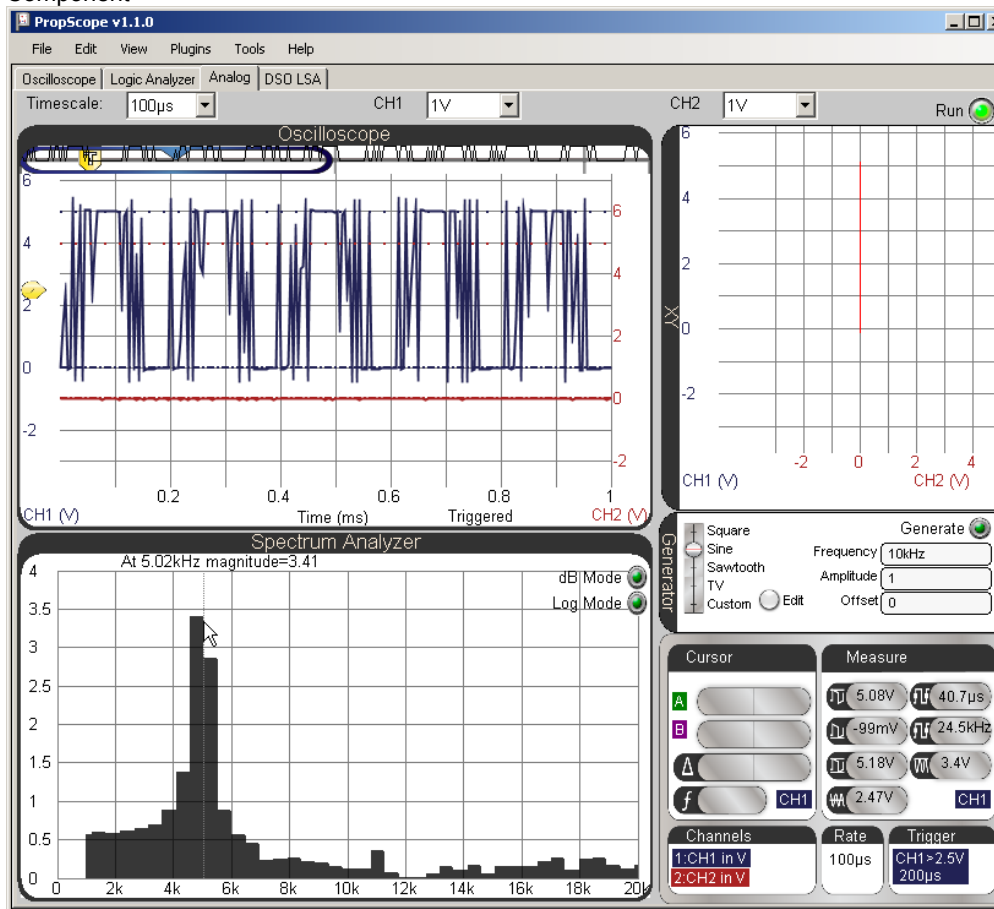 Component
PropScope v1.1.0
File Edit View Plugins Tools Help
Oscilloscope Logic Analyzer Analog DSO LSA
Timescale: 100µs CH1 1V CH2 1V Run
Oscilloscope
6
4
2
0
-2
6
4
2
0
-2
0.2 0.4 0.6 0.8 1
CH1 (V) Time (ms) Triggered CH2 (V)
XY
6
4
2
0
-2
-2 0 2 4
CH1 (V) CH2 (V)
Spectrum Analyzer
At 5.02kHz magnitude=3.41
dB Mode
Log Mode
4
3.5
3
2.5
2
1.5
1
0.5
0
0 2k 4k 6k 8k 10k 12k 14k 16k 18k 20k
Generator
Square
Sine
Sawtooth
TV
Custom Edit
Generate
Frequency 10kHz
Amplitude 1
Offset 0
Cursor
A
B
Δ
f CH1
Measure
5.08V 40.7µs
-99mV 24.5kHz
5.18V 3.4V
2.47V CH1
Channels
1:CH1 in V
2:CH2 in V
Rate
100µs
Trigger
CH1>2.5V
200µs